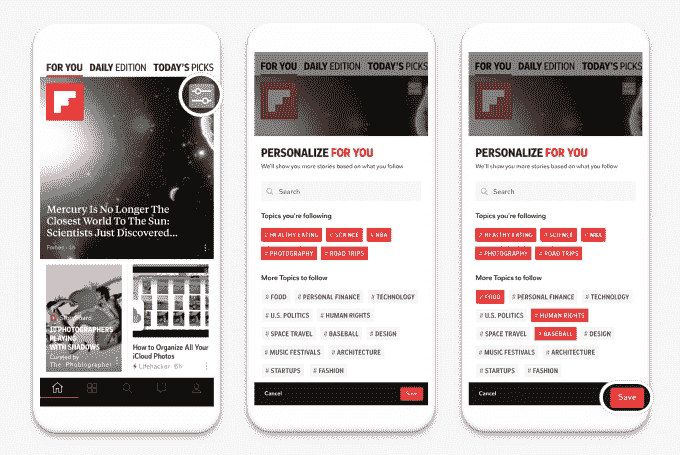 FOR YOU DAILY EDITION TODAY'S PICKS
Mercury Is No Longer The
Closest World To The Sun:
Scientists Just Discovered...
Forbes · 1h
Storyboard
10 PHOTOGRAPHERS
PLAYING
WITH SHADOWS
Curated by
The Photographer
How to Organize All Your
iCloud Photos
Lifehacker · 6h
FOR YOU DAILY EDITION TODAY'S PICKS
PERSONALIZE FOR YOU
We'll show you more stories based on what you follow
Search
Topics you're following
# HEALTHY EATING # SCIENCE # NBA
# PHOTOGRAPHY # ROAD TRIPS
More Topics to follow
# FOOD # PERSONAL FINANCE # TECHNOLOGY
# U.S. POLITICS # HUMAN RIGHTS
# SPACE TRAVEL # BASEBALL # DESIGN
# MUSIC FESTIVALS # ARCHITECTURE
# STARTUPS # FASHION
Cancel Save
FOR YOU DAILY EDITION TODAY'S PICKS
PERSONALIZE FOR YOU
We'll show you more stories based on what you follow
Search
Topics you're following
# HEALTHY EATING # SCIENCE # NBA
# PHOTOGRAPHY # ROAD TRIPS
More Topics to follow
✓ FOOD # PERSONAL FINANCE # TECHNOLOGY
# U.S. POLITICS # HUMAN RIGHTS
# SPACE TRAVEL # BASEBALL # DESIGN
# MUSIC FESTIVALS # ARCHITECTURE
# STARTUPS # FASHION
Cancel Save